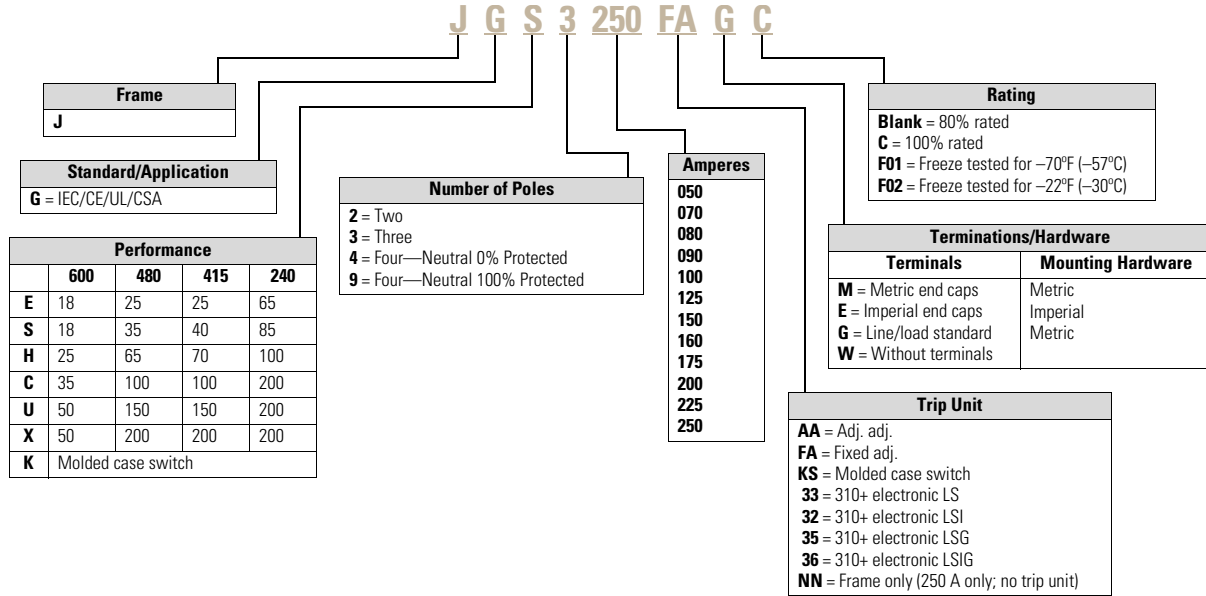 J G S 3 250 FA G C
Frame
J
Standard/Application
G = IEC/CE/UL/CSA
Performance
600 480 415 240
E 18 25 25 65
S 18 35 40 85
H 25 65 70 100
C 35 100 100 200
U 50 150 150 200
X 50 200 200 200
K Molded case switch
Number of Poles
2 = Two
3 = Three
4 = Four—Neutral 0% Protected
9 = Four—Neutral 100% Protected
Amperes
050
070
080
090
100
125
150
160
175
200
225
250
Rating
Blank = 80% rated
C = 100% rated
F01 = Freeze tested for –70ºF (–57ºC)
F02 = Freeze tested for –22ºF (–30ºC)
Terminations/Hardware
Terminals Mounting Hardware
M = Metric end caps Metric
E = Imperial end caps Imperial
G = Line/load standard Metric
W = Without terminals
Trip Unit
AA = Adj. adj.
FA = Fixed adj.
KS = Molded case switch
33 = 310+ electronic LS
32 = 310+ electronic LSI
35 = 310+ electronic LSG
36 = 310+ electronic LSIG
NN = Frame only (250 A only; no trip unit)